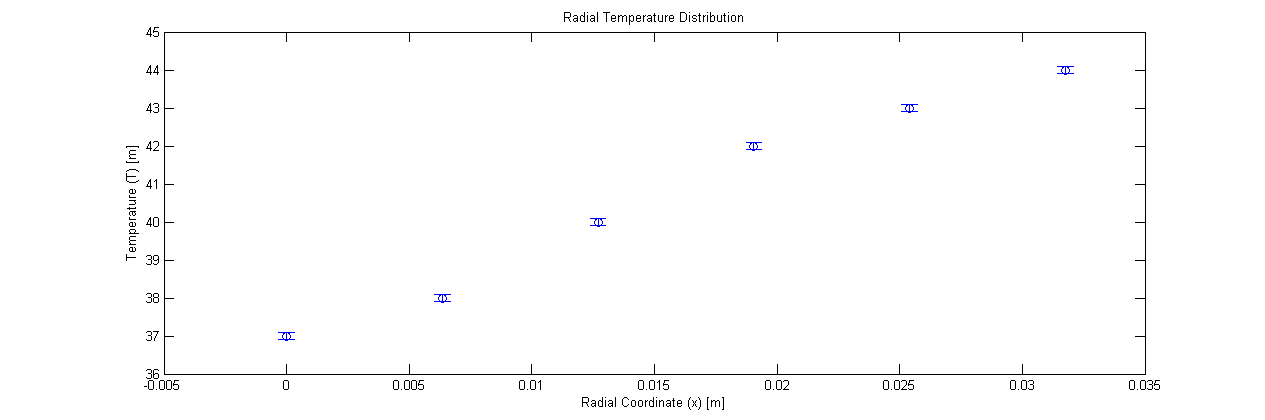 Radial Temperature Distribution
45
44
43
42
41
40
39
38
37
36
Temperature (T) [m]
-0.005 0 0.005 0.01 0.015 0.02 0.025 0.03 0.035
Radial Coordinate (x) [m]